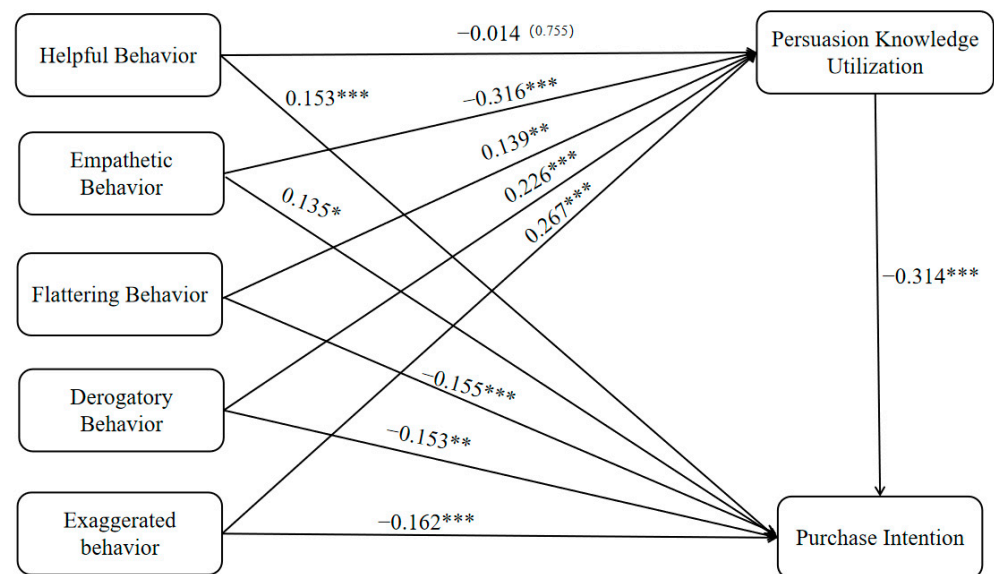 Helpful Behavior
−0.014 (0.755)
Persuasion Knowledge
Utilization
0.153***
−0.316***
Empathetic
Behavior
0.139**
0.226***
0.135*
0.267***
Flattering Behavior
−0.314***
Derogatory
Behavior
−0.155***
−0.153**
Exaggerated
behavior
−0.162***
Purchase Intention